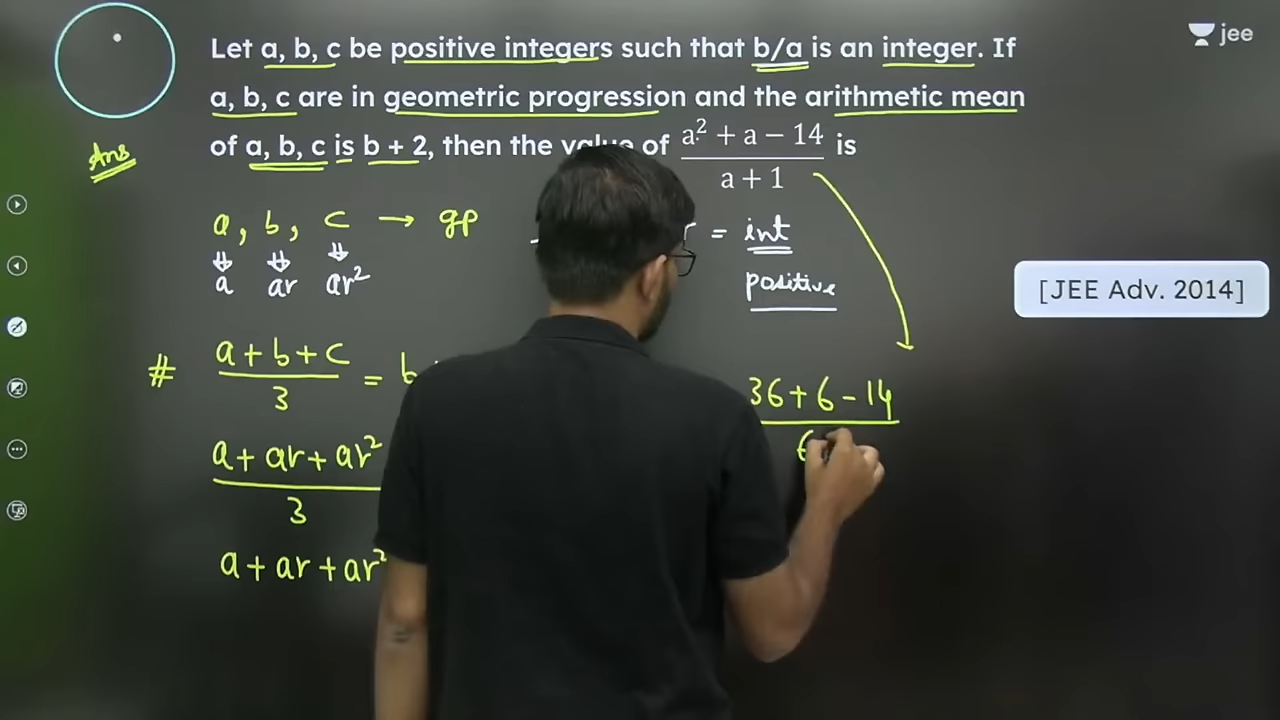 Let a, b, c be positive integers such that b/a is an integer. If
jee
a, b, c are in geometric progression and the arithmetic mean
of a, b, c is b + 2, then the value of (a² + a − 14)/(a + 1) is
Ans
a, b, c → gp
= int
a ar ar²
positive
[JEE Adv. 2014]
# (a + b + c)/3 = b
36 + 6 - 14
6
(a + ar + ar²)/3
a + ar + ar²